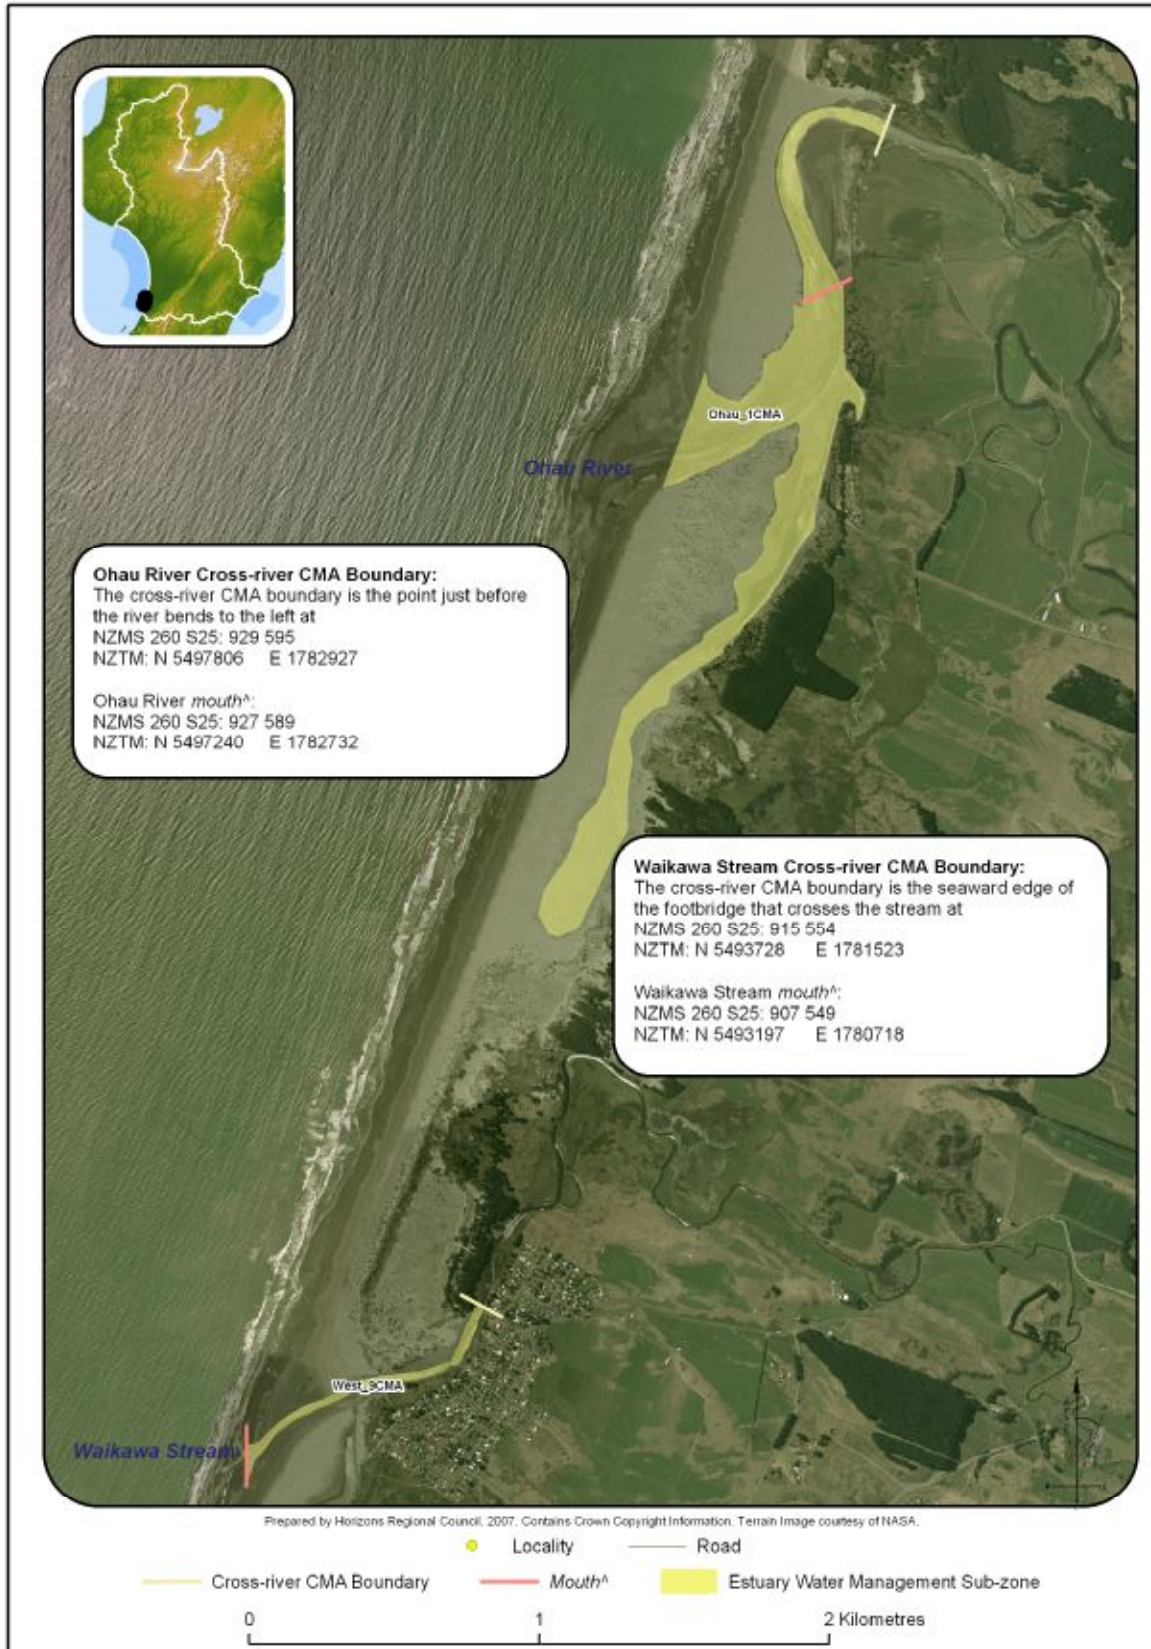 Ohau_1CMA
Ohau River
Ohau River Cross-river CMA Boundary:
The cross-river CMA boundary is the point just before
the river bends to the left at
NZMS 260 S25: 929 595
NZTM: N 5497806 E 1782927
Ohau River mouth^:
NZMS 260 S25: 927 589
NZTM: N 5497240 E 1782732
Waikawa Stream Cross-river CMA Boundary:
The cross-river CMA boundary is the seaward edge of
the footbridge that crosses the stream at
NZMS 260 S25: 915 554
NZTM: N 5493728 E 1781523
Waikawa Stream mouth^:
NZMS 260 S25: 907 549
NZTM: N 5493197 E 1780718
West_9CMA
Waikawa Stream
Prepared by Horizons Regional Council, 2007. Contains Crown Copyright Information. Terrain Image courtesy of NASA.
Locality Road
Cross-river CMA Boundary Mouth^ Estuary Water Management Sub-zone
0 1 2 Kilometres